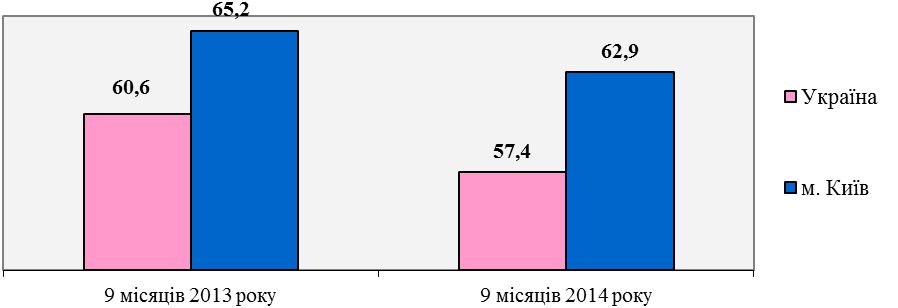 65,2
60,6
62,9
57,4
Україна
м. Київ
9 місяців 2013 року
9 місяців 2014 року